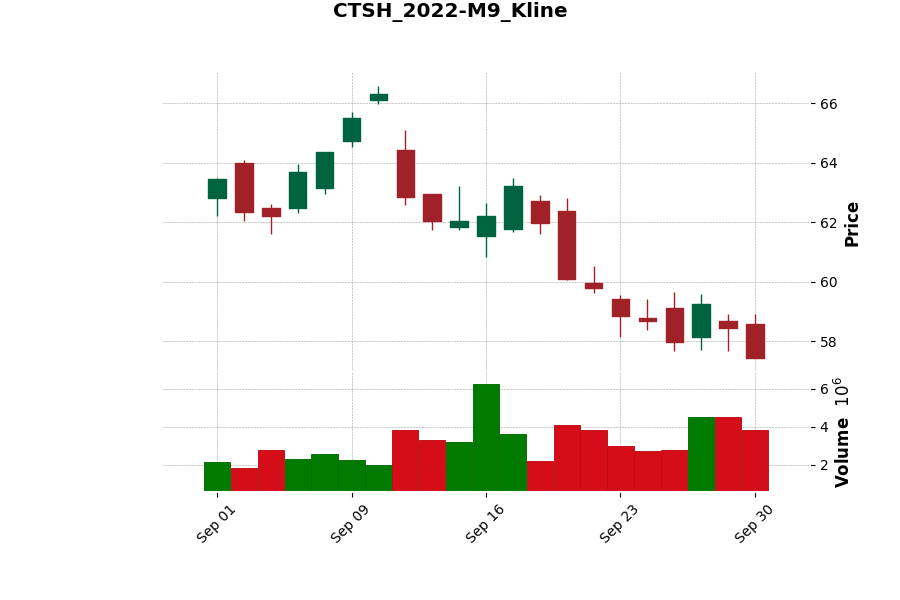 CTSH_2022-M9_Kline
66
64
62
60
58
Price
6
4
2
Volume 10^6
Sep 01
Sep 09
Sep 16
Sep 23
Sep 30